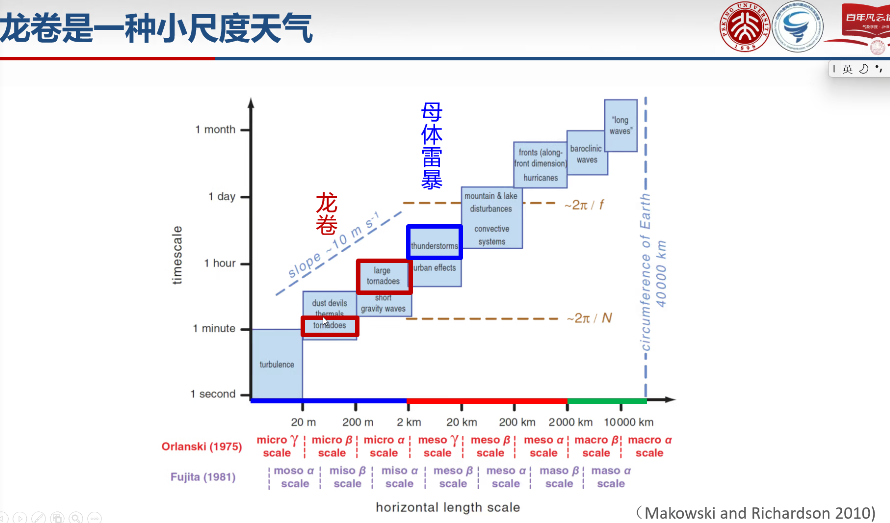 龙卷是一种小尺度天气
PEKING UNIVERSITY
1898
英
母体雷暴
龙卷
1 month
1 day
1 hour
1 minute
1 second
timescale
"long
waves"
baroclinic
waves
fronts (along-
front dimension)
hurricanes
mountain & lake
disturbances
convective
systems
thunderstorms
urban effects
large
tornadoes
short
gravity waves
dust devils
thermals
tornadoes
turbulence
slope ~10 m s⁻¹
~2π / f
~2π / N
circumference of Earth
40000 km
20 m 200 m 2 km 20 km 200 km 2000 km 10000 km
Orlanski (1975)
micro γ scale
micro β scale
micro α scale
meso γ scale
meso β scale
meso α scale
macro β scale
macro α scale
Fujita (1981)
moso α scale
miso β scale
miso α scale
meso β scale
meso α scale
maso β scale
maso α scale
horizontal length scale
（Makowski and Richardson 2010)